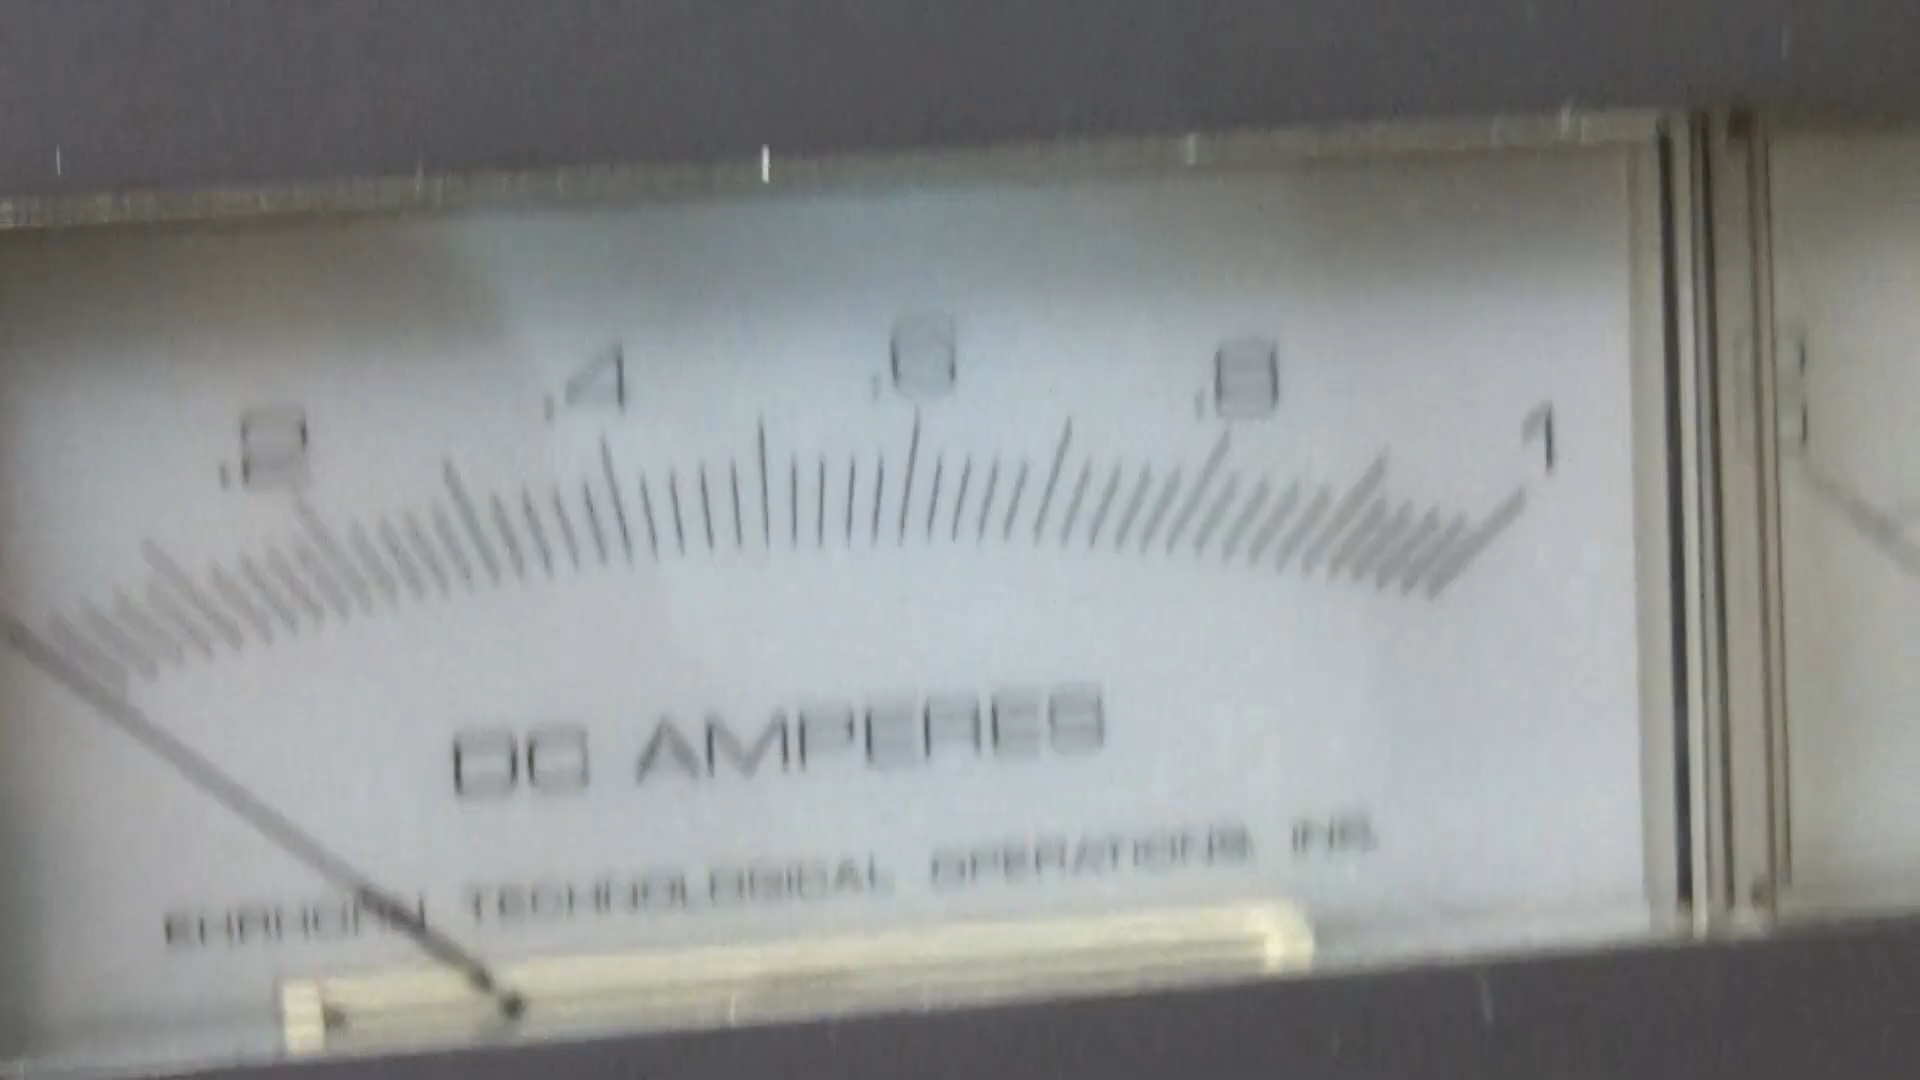 .2 .4 .6 .8 1
DC AMPERES
TECHNOLOGICAL OPERATIONS INC.